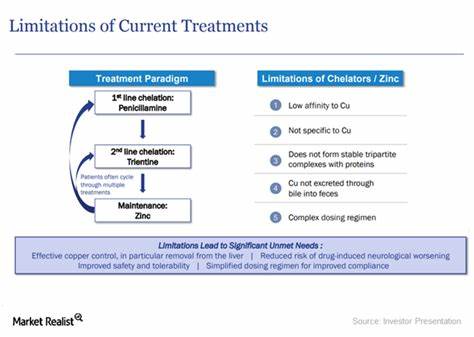 Limitations of Current Treatments
Treatment Paradigm
1st line chelation:
Penicillamine
2nd line chelation:
Trientine
Patients often cycle
through multiple
treatments
Maintenance:
Zinc
Limitations of Chelators / Zinc
1 Low affinity to Cu
2 Not specific to Cu
3 Does not form stable tripartite
complexes with proteins
4 Cu not excreted through
bile into feces
5 Complex dosing regimen
Limitations Lead to Significant Unmet Needs :
Effective copper control, in particular removal from the liver | Reduced risk of drug-induced neurological worsening
Improved safety and tolerability | Simplified dosing regimen for improved compliance
Market Realist
Source: Investor Presentation